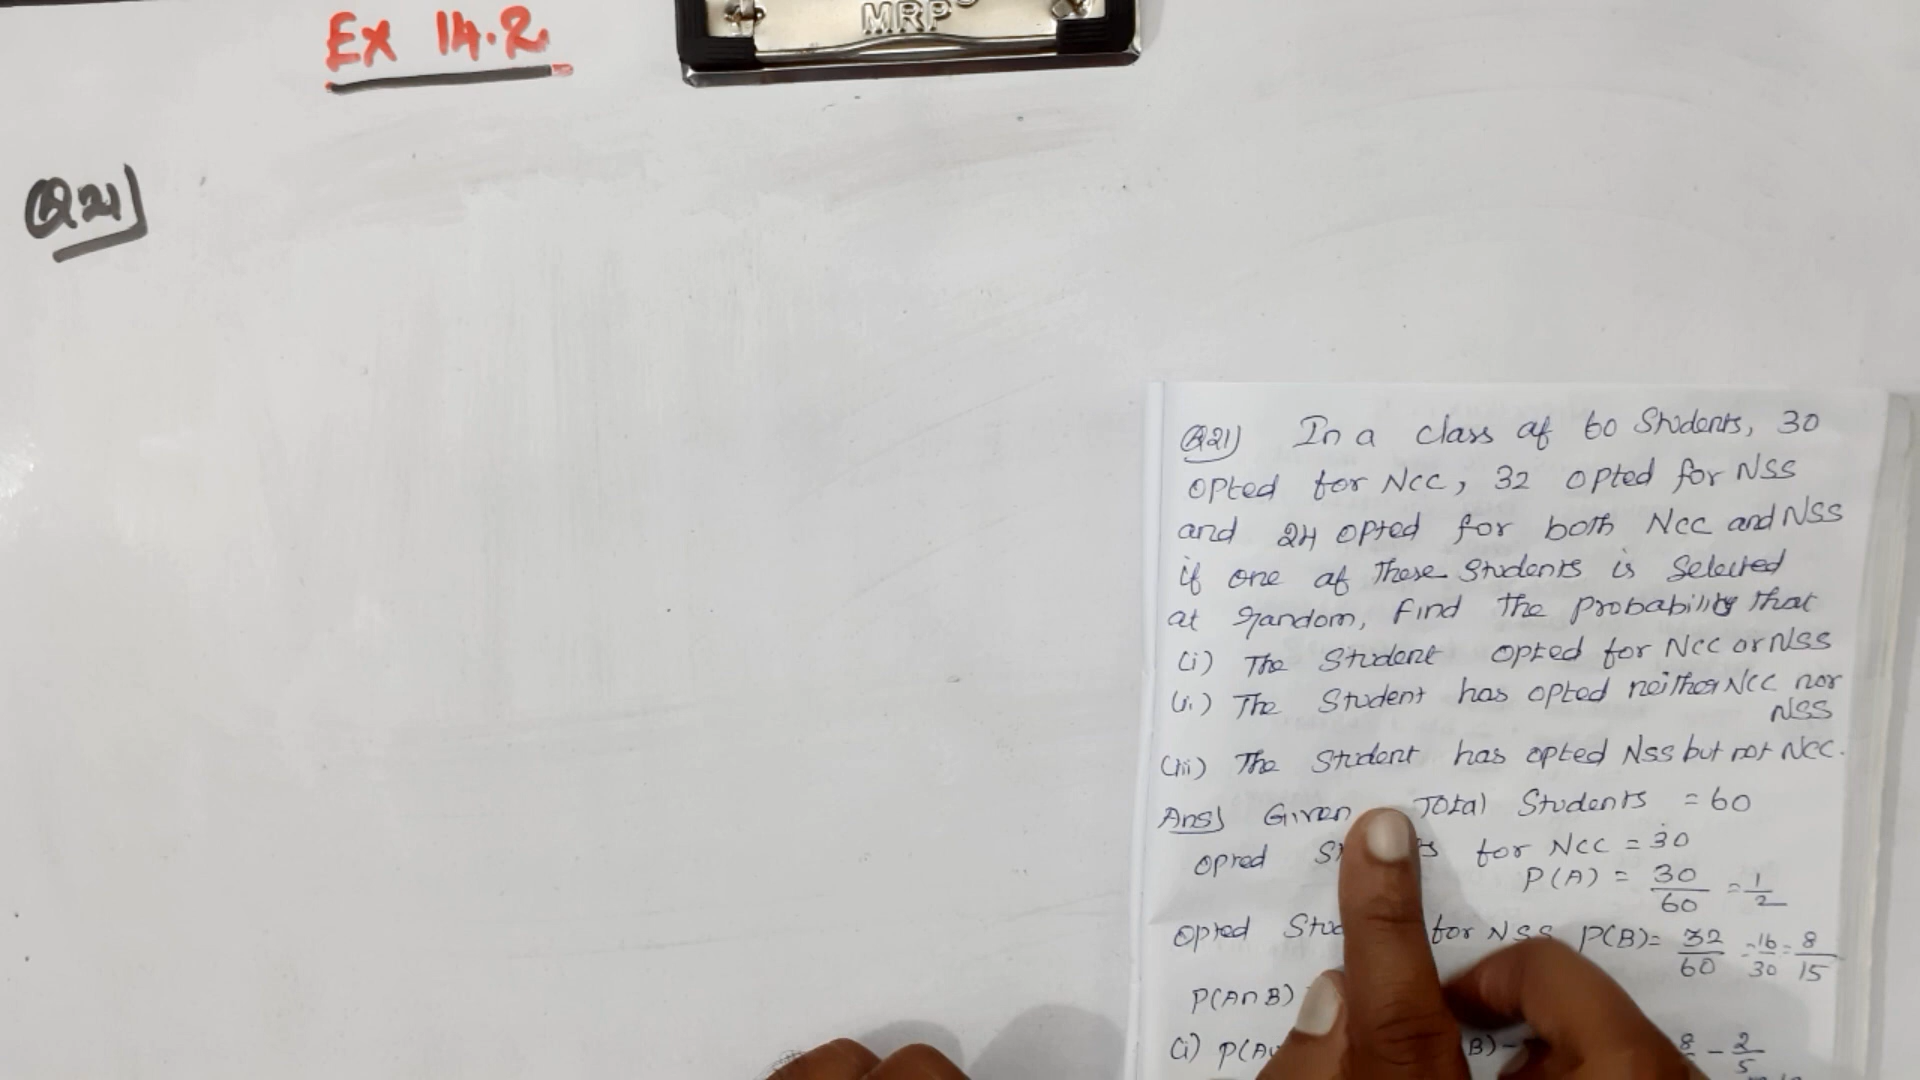 Ex 14.2
MRP
Q21)
Q21) In a class of 60 Students, 30
opted for NCC, 32 opted for NSS
and 24 opted for both NCC and NSS
if one of these Students is Selected
at random, Find the probability that
(i) The Student opted for NCC or NSS
(ii) The Student has opted neither NCC nor
NSS
(iii) The Student has opted NSS but not NCC.
Ans) Given Total Students = 60
opted for NCC = 30
P(A) = 30/60 = 1/2
opted for NSS P(B) = 32/60 = 16/30 = 8/15
P(A∩B)
(i) P(A B) - - 2/5